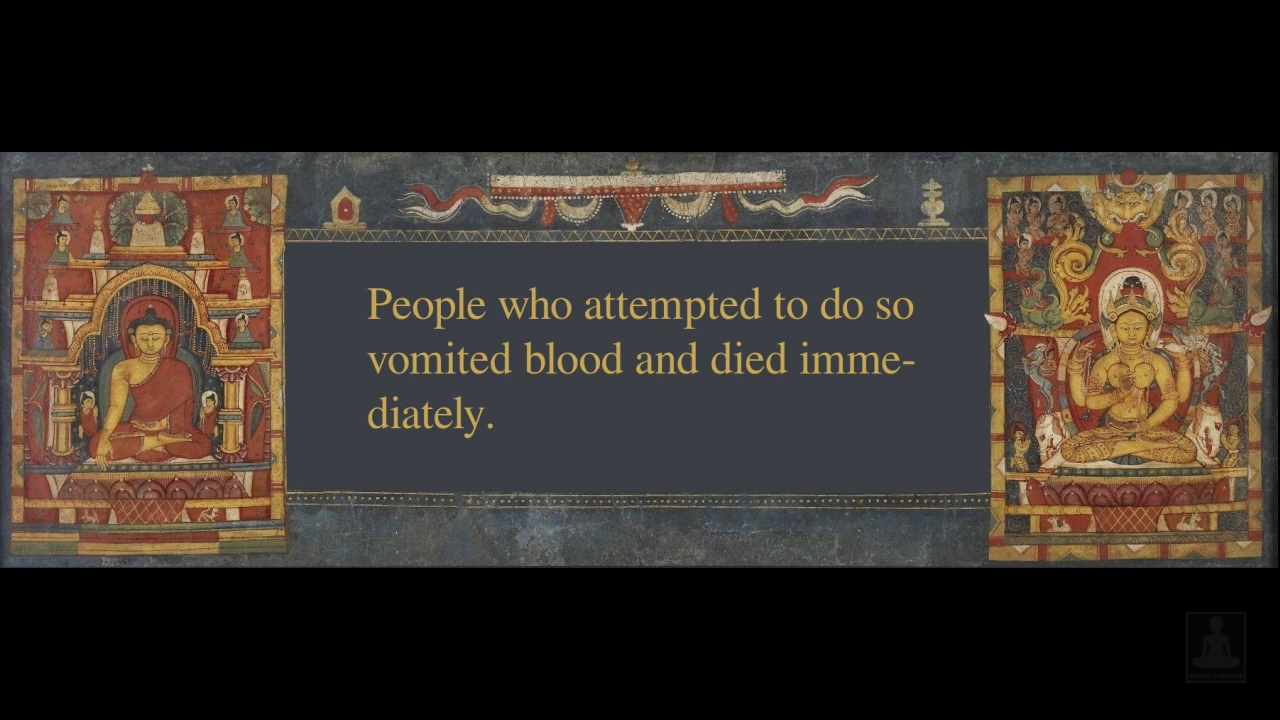 People who attempted to do so
vomited blood and died imme-
diately.